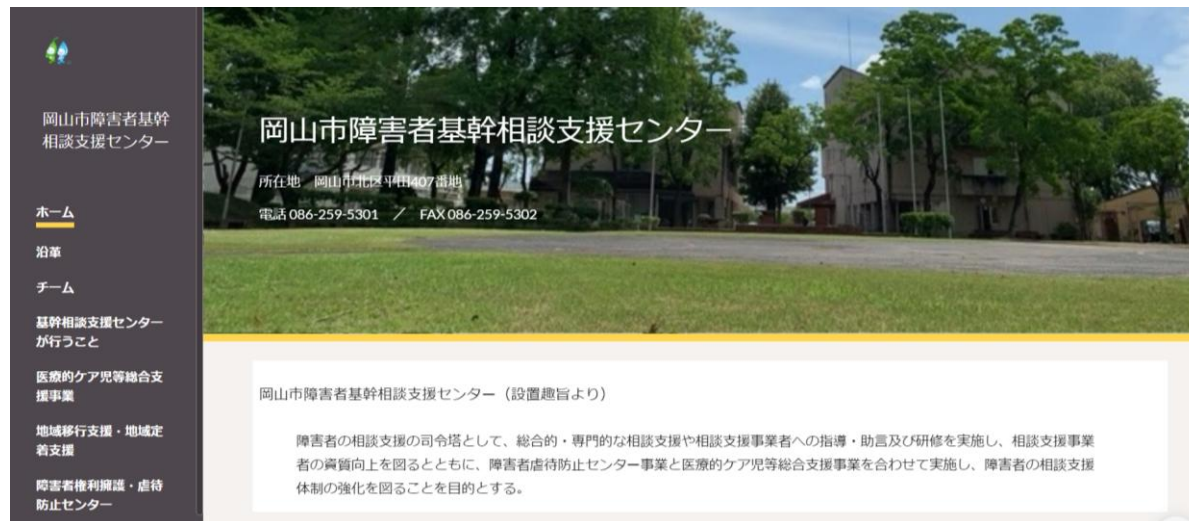 岡山市障害者基幹
相談支援センター
ホーム
沿革
チーム
基幹相談支援センター
が行うこと
医療的ケア児等総合支
援事業
地域移行支援・地域定
着支援
障害者権利擁護・虐待
防止センター
岡山市障害者基幹相談支援センター
所在地 岡山市北区平田407番地
電話 086-259-5301 / FAX 086-259-5302
岡山市障害者基幹相談支援センター(設置趣旨より)
障害者の相談支援の司令塔として、総合的・専門的な相談支援や相談支援事業者への指導・助言及び研修を実施し、相談支援事業
者の資質向上を図るとともに、障害者虐待防止センター事業と医療的ケア児等総合支援事業を合わせて実施し、障害者の相談支援
体制の強化を図ることを目的とする。